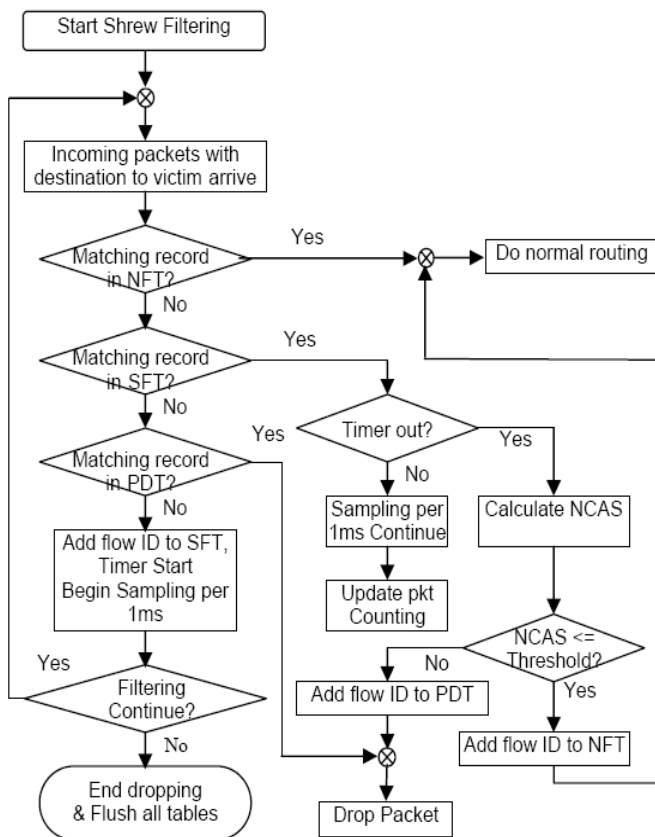 Start Shrew Filtering
Incoming packets with
destination to victim arrive
Matching record
in NFT?
Yes
Do normal routing
No
Matching record
in SFT?
Yes
No
Timer out?
Yes
No
Matching record
in PDT?
Yes
No
Sampling per
1ms Continue
Calculate NCAS
Add flow ID to SFT,
Timer Start
Begin Sampling per
1ms
Update pkt
Counting
NCAS <=
Threshold?
No
Yes
Yes
Filtering
Continue?
No
Add flow ID to PDT
Add flow ID to NFT
End dropping
& Flush all tables
Drop Packet